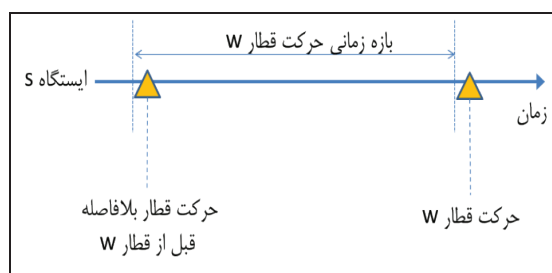 بازه زمانی حرکت قطار w
ایستگاه s
زمان
حرکت قطار w
حرکت قطار بلافاصله
قبل از قطار w